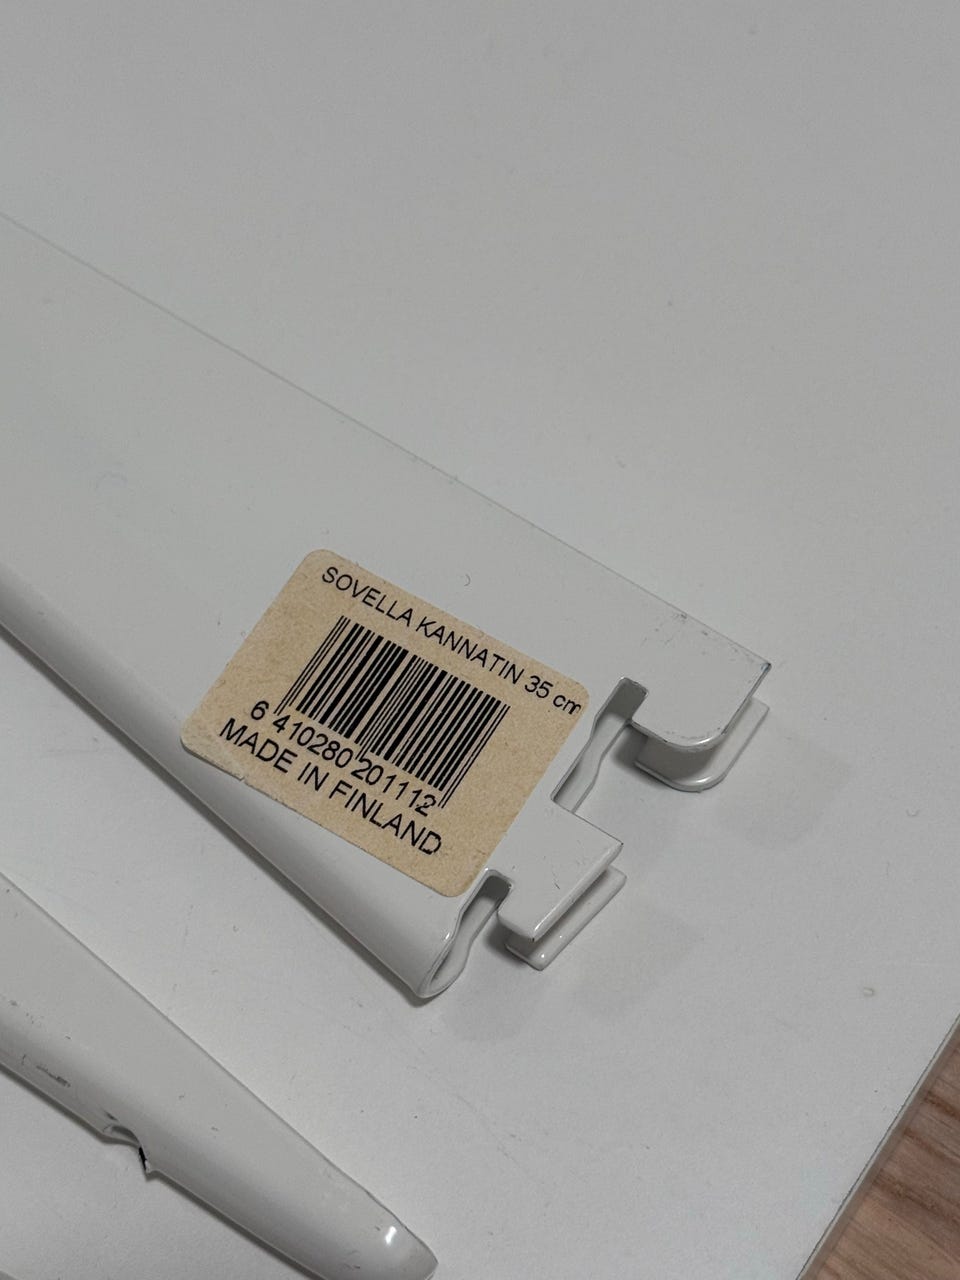 SOVELLA KANNATIN 35 cm
6 410280 201112
MADE IN FINLAND